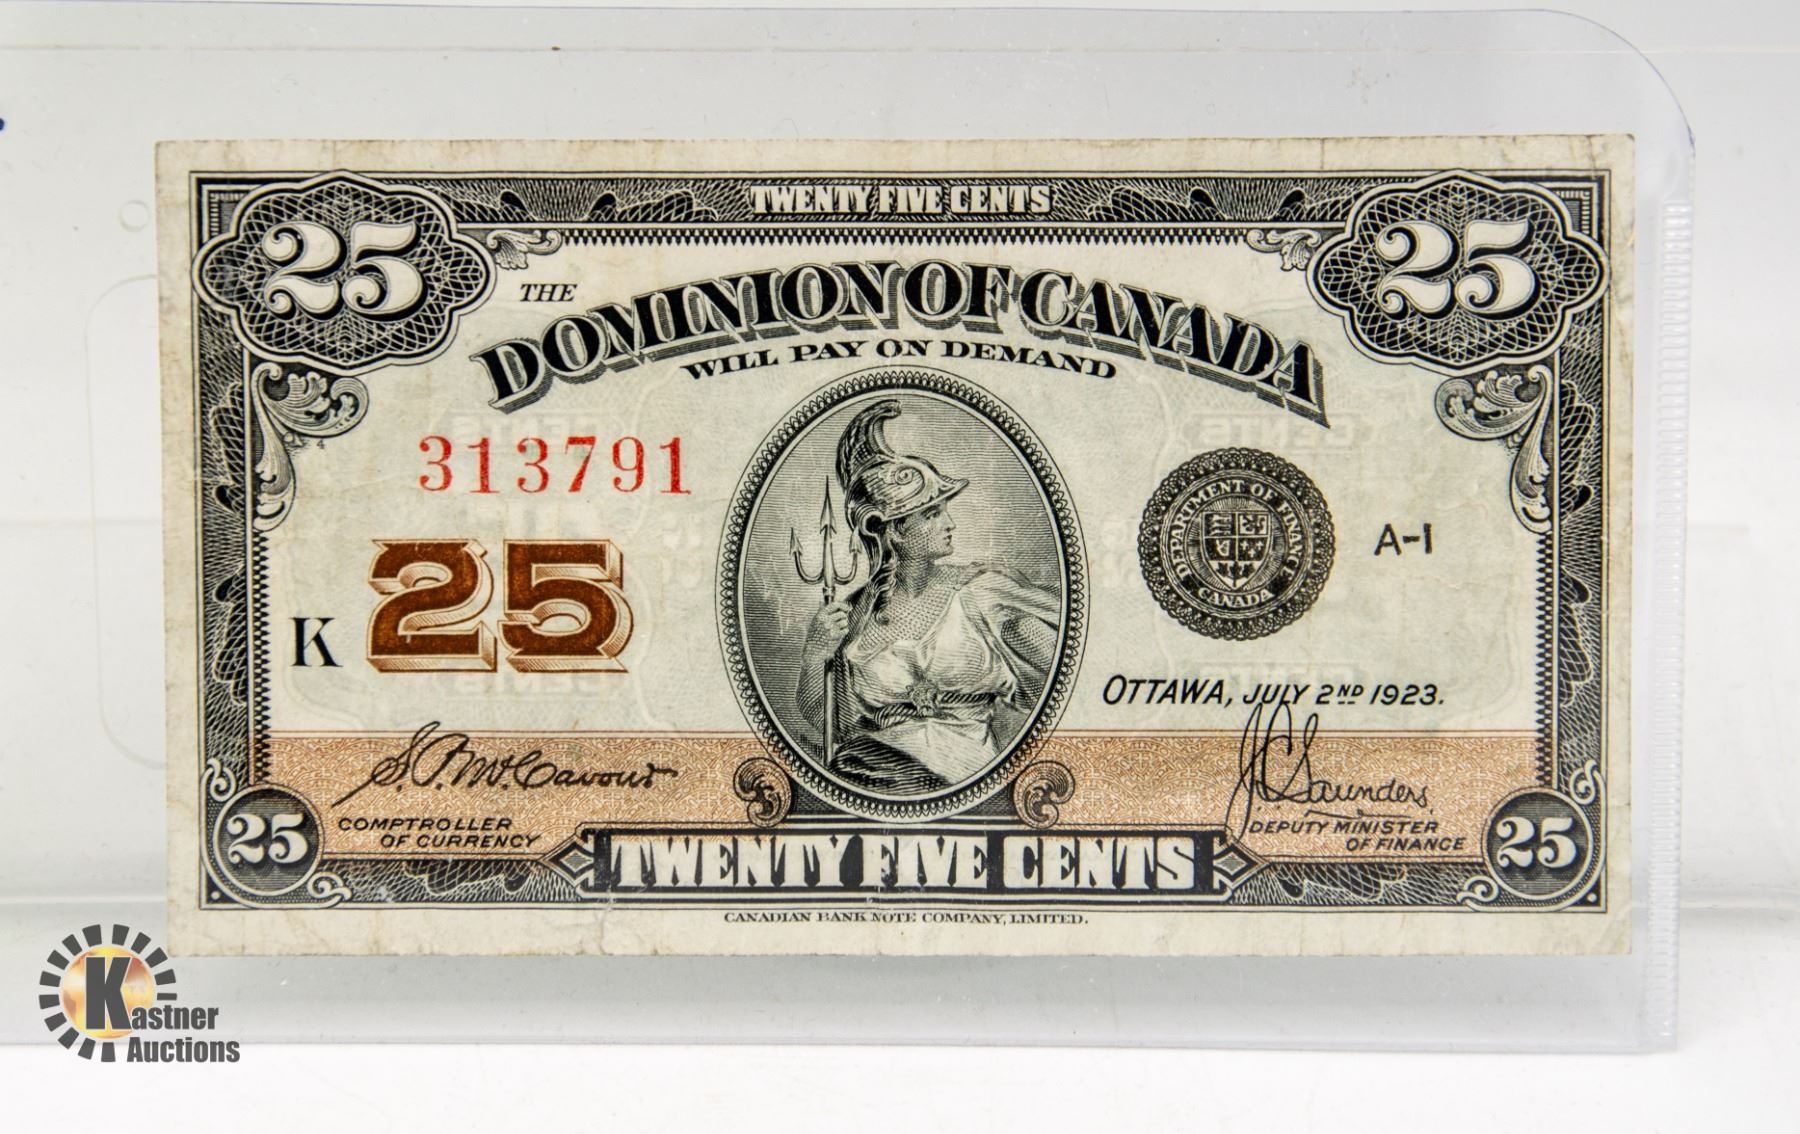 TWENTY FIVE CENTS
25
25
THE DOMINION OF CANADA
WILL PAY ON DEMAND
313791
DEPARTMENT OF FINANCE
CANADA
A-1
K
25
OTTAWA, JULY 2ND 1923.
S.P. McCavour
J.C. Saunders,
COMPTROLLER
OF CURRENCY
DEPUTY MINISTER
OF FINANCE
25
TWENTY FIVE CENTS
25
CANADIAN BANK NOTE COMPANY, LIMITED.
Kastner
Auctions